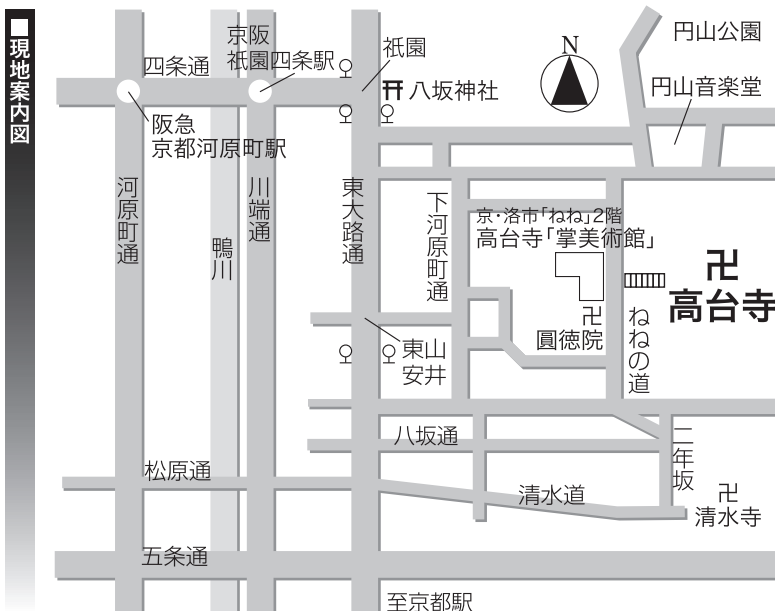 ■現地案内図
四条通
京阪
祇園四条駅
祇園
八坂神社
N
円山公園
円山音楽堂
阪急
京都河原町駅
河原町通
鴨川
川端通
東大路通
下河原町通
京・洛市「ねね」2階
高台寺「掌美術館」
卍
高台寺
卍
圓徳院
ねねの道
東山
安井
八坂通
二年坂
松原通
清水道
卍
清水寺
五条通
至京都駅